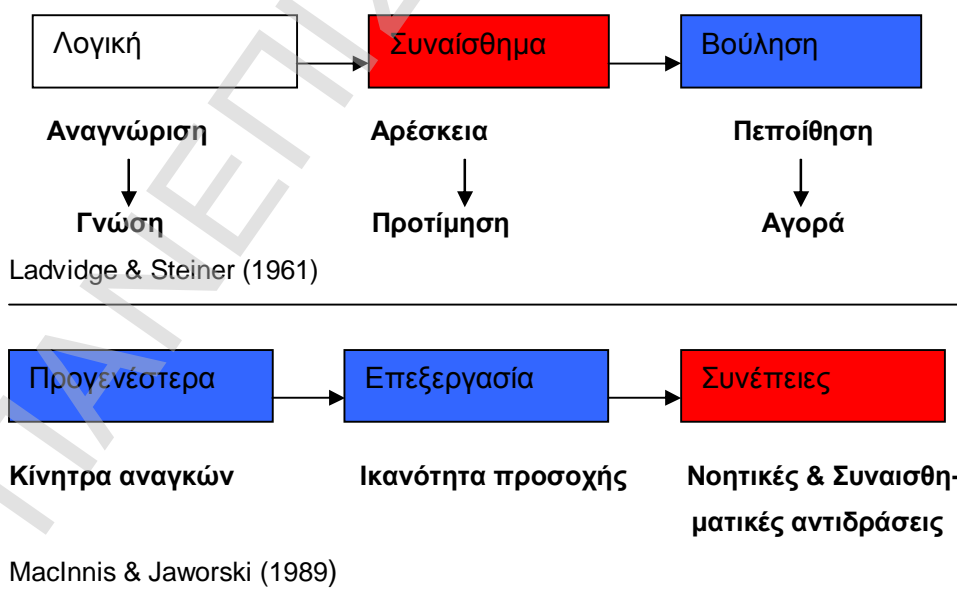 Λογική Συναίσθημα Βούληση
Αναγνώριση Αρέσκεια Πεποίθηση
Γνώση Προτίμηση Αγορά
Ladvidge & Steiner (1961)
Προγενέστερα Επεξεργασία Συνέπειες
Κίνητρα αναγκών Ικανότητα προσοχής Νοητικές & Συναισθη-
ματικές αντιδράσεις
MacInnis & Jaworski (1989)